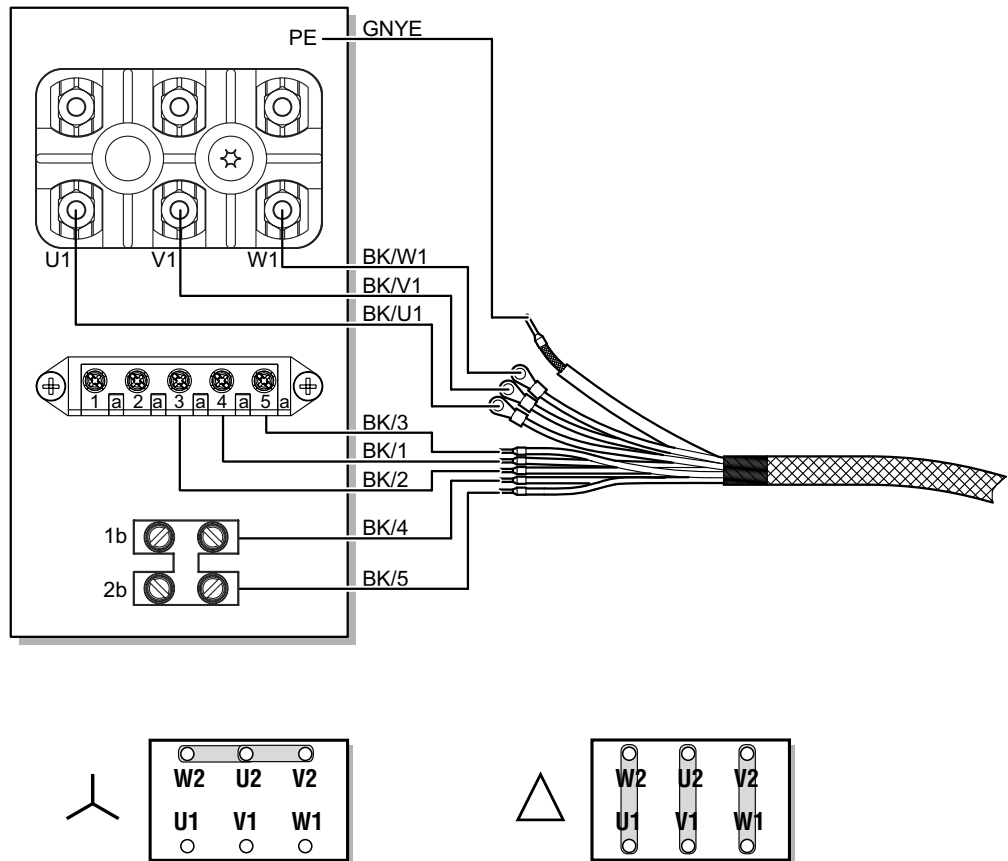 PE GNYE
U1 V1 W1
BK/W1
BK/V1
BK/U1
1 a 2 a 3 a 4 a 5 a
BK/3
BK/1
BK/2
1b BK/4
2b BK/5
W2 U2 V2 W2 U2 V2
U1 V1 W1 U1 V1 W1